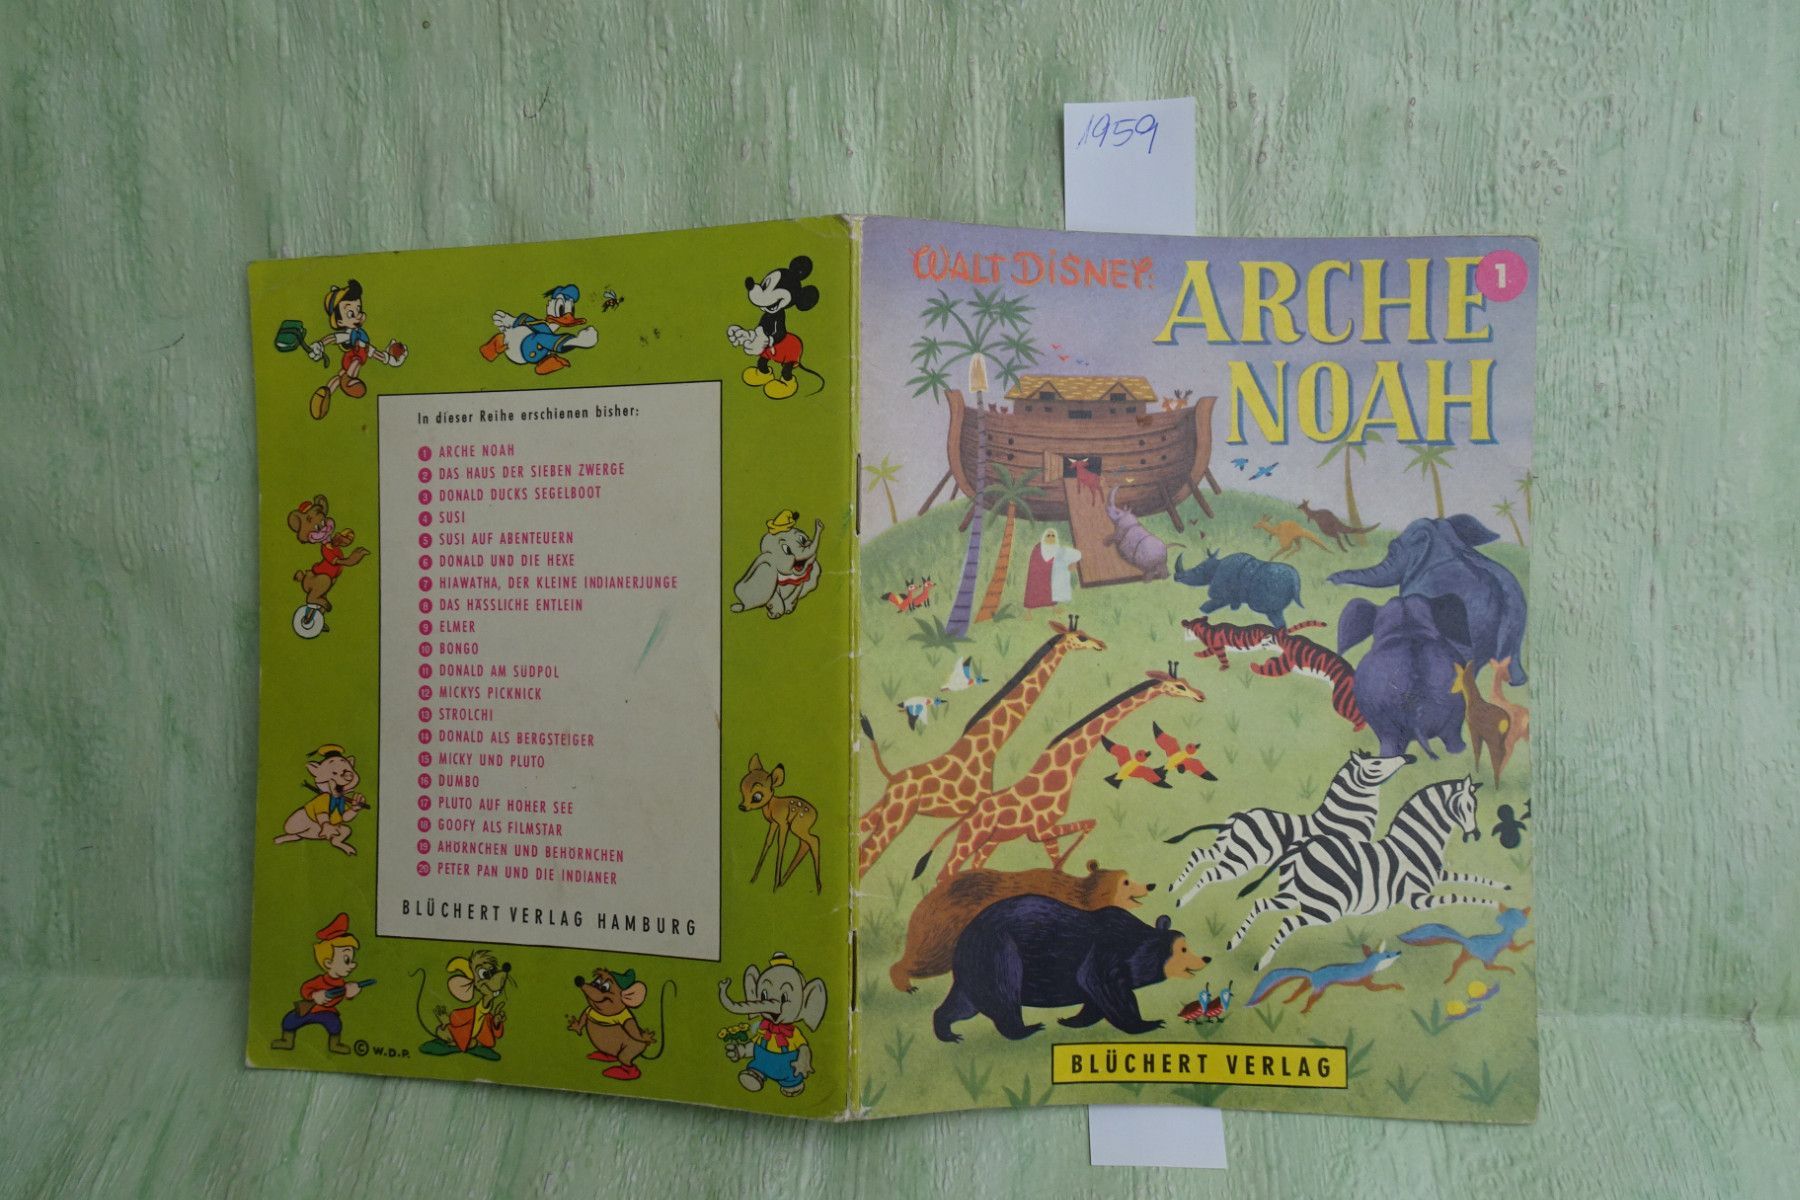 1959
In dieser Reihe erschienen bisher:
1 ARCHE NOAH
2 DAS HAUS DER SIEBEN ZWERGE
3 DONALD DUCKS SEGELBOOT
4 SUSI
5 SUSI AUF ABENTEUERN
6 DONALD UND DIE HEXE
7 HIAWATHA, DER KLEINE INDIANERJUNGE
8 DAS HÄSSLICHE ENTLEIN
9 ELMER
10 BONGO
11 DONALD AM SÜDPOL
12 MICKYS PICKNICK
13 STROLCHI
14 DONALD ALS BERGSTEIGER
15 MICKY UND PLUTO
16 DUMBO
17 PLUTO AUF HOHER SEE
18 GOOFY ALS FILMSTAR
19 AHÖRNCHEN UND BEHÖRNCHEN
20 PETER PAN UND DIE INDIANER
BLÜCHERT VERLAG HAMBURG
© W.D.P.
WALT DISNEY:
ARCHE
NOAH
1
BLÜCHERT VERLAG